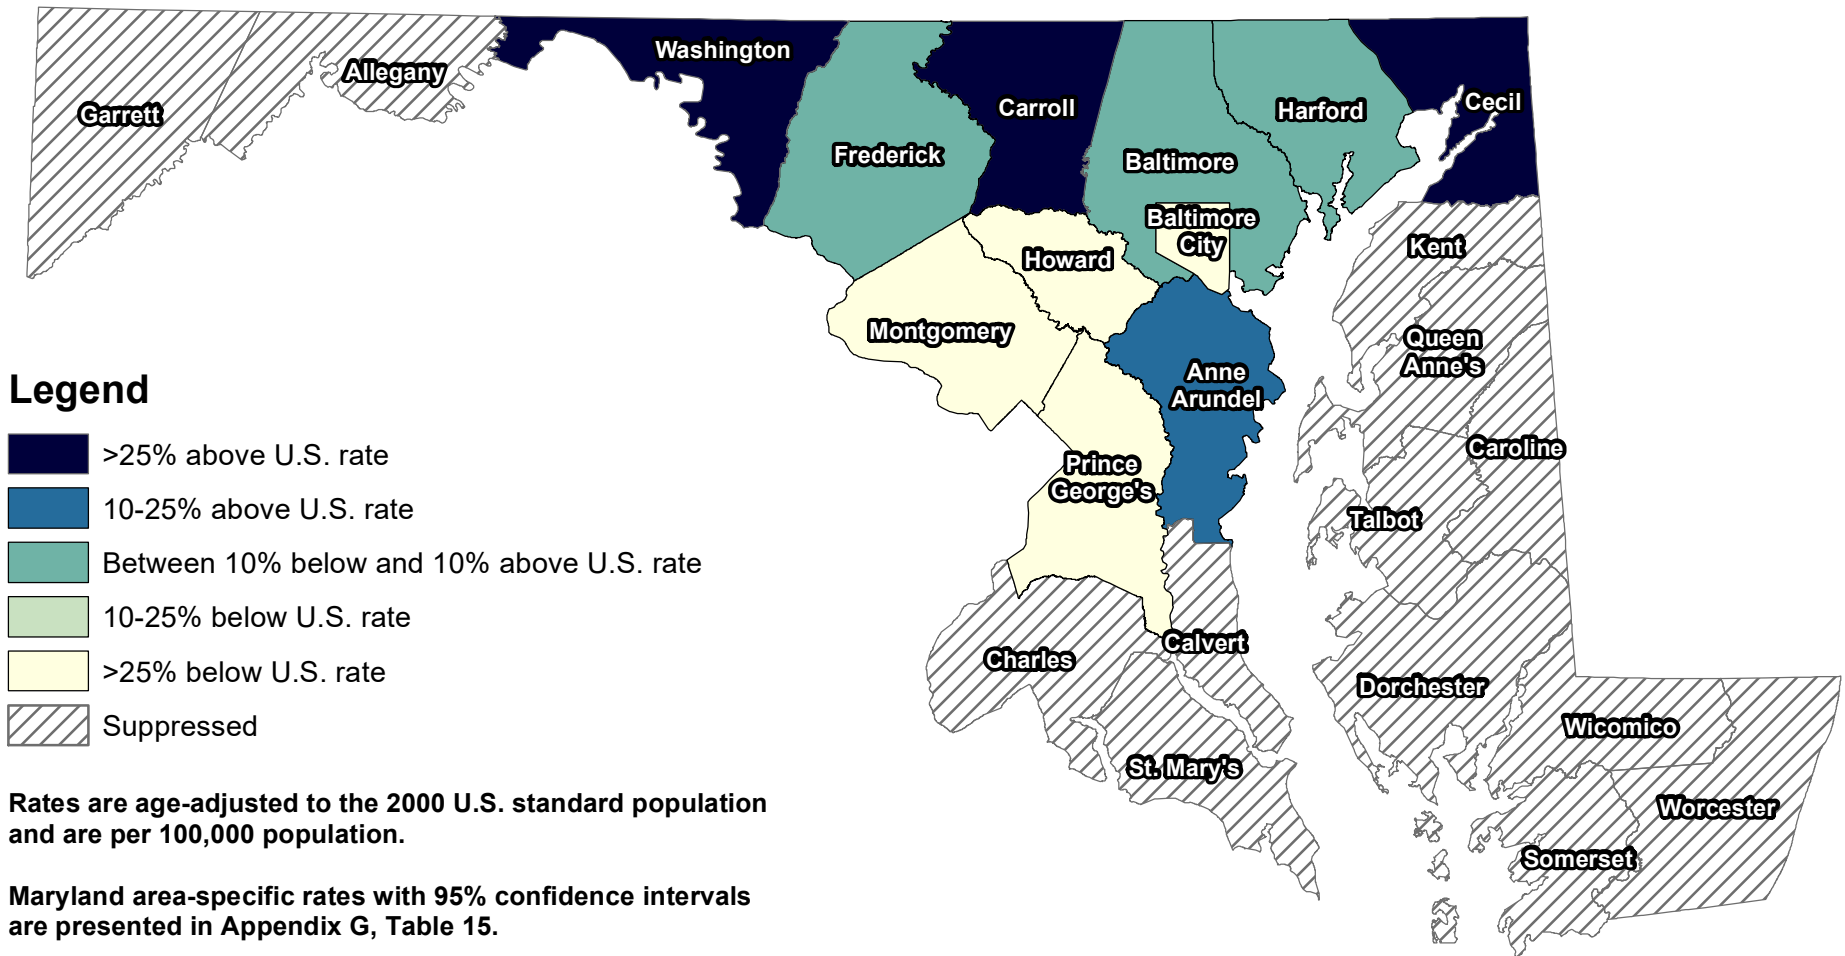 Washington
Allegany
Garrett
Carroll
Cecil
Harford
Frederick
Baltimore
Baltimore
City
Kent
Howard
Montgomery
Queen
Anne's
Anne
Arundel
Caroline
Prince
George's
Talbot
Calvert
Charles
Dorchester
Wicomico
St. Mary's
Worcester
Somerset
Legend
>25% above U.S. rate
10-25% above U.S. rate
Between 10% below and 10% above U.S. rate
10-25% below U.S. rate
>25% below U.S. rate
Suppressed
Rates are age-adjusted to the 2000 U.S. standard population
and are per 100,000 population.
Maryland area-specific rates with 95% confidence intervals
are presented in Appendix G, Table 15.